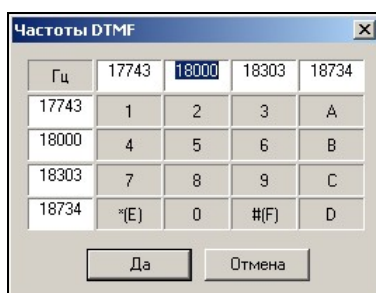 Частоты DTMF
Гц 17743 18000 18303 18734
17743 1 2 3 A
18000 4 5 6 B
18303 7 8 9 C
18734 *(E) 0 #(F) D
Да Отмена